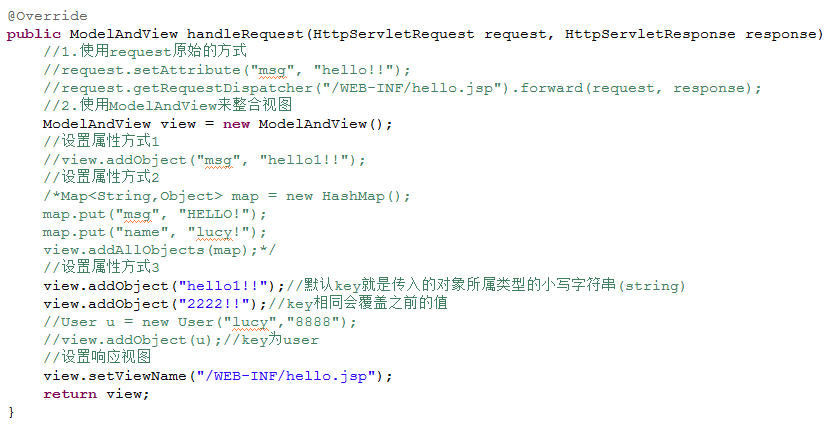 @Override
public ModelAndView handleRequest(HttpServletRequest request, HttpServletResponse response)
//1.使用request原始的方式
//request.setAttribute("msg", "hello!!");
//request.getRequestDispatcher("/WEB-INF/hello.jsp").forward(request, response);
//2.使用ModelAndView来整合视图
ModelAndView view = new ModelAndView();
//设置属性方式1
//view.addObject("msg", "hello1!!");
//设置属性方式2
/*Map<String,Object> map = new HashMap();
map.put("msg", "HELLO!");
map.put("name", "lucy!");
view.addAllObjects(map);*/
//设置属性方式3
view.addObject("hello1!!");//默认key就是传入的对象所属类型的小写字符串(string)
view.addObject("2222!!");//key相同会覆盖之前的值
//User u = new User("lucy","8888");
//view.addObject(u);//key为user
//设置响应视图
view.setViewName("/WEB-INF/hello.jsp");
return view;
}